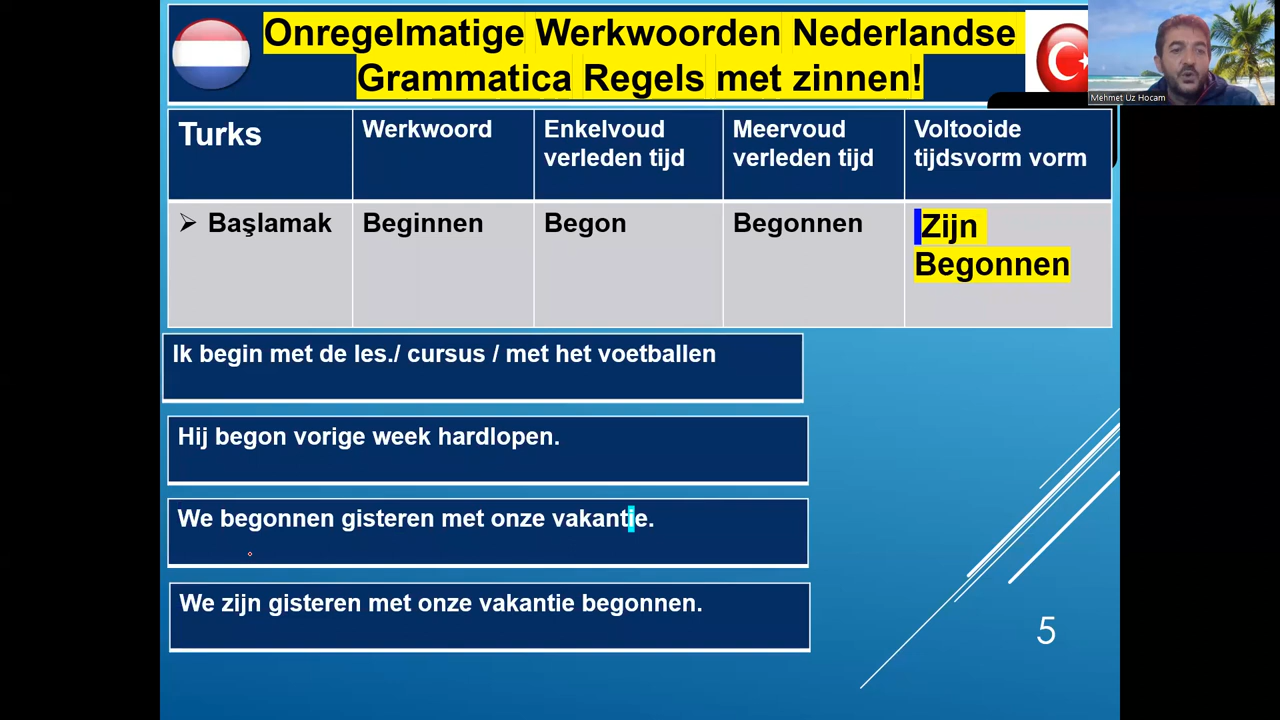 Onregelmatige Werkwoorden Nederlandse
Grammatica Regels met zinnen!
Mehmet Uz Hocam
Turks
Werkwoord
Enkelvoud
verleden tijd
Meervoud
verleden tijd
Voltooide
tijdsvorm vorm
Başlamak
Beginnen
Begon
Begonnen
Zijn
Begonnen
Ik begin met de les./ cursus / met het voetballen
Hij begon vorige week hardlopen.
We begonnen gisteren met onze vakantie.
We zijn gisteren met onze vakantie begonnen.
5